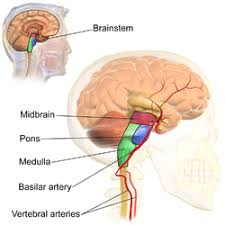 Brainstem
Midbrain
Pons
Medulla
Basilar artery
Vertebral arteries